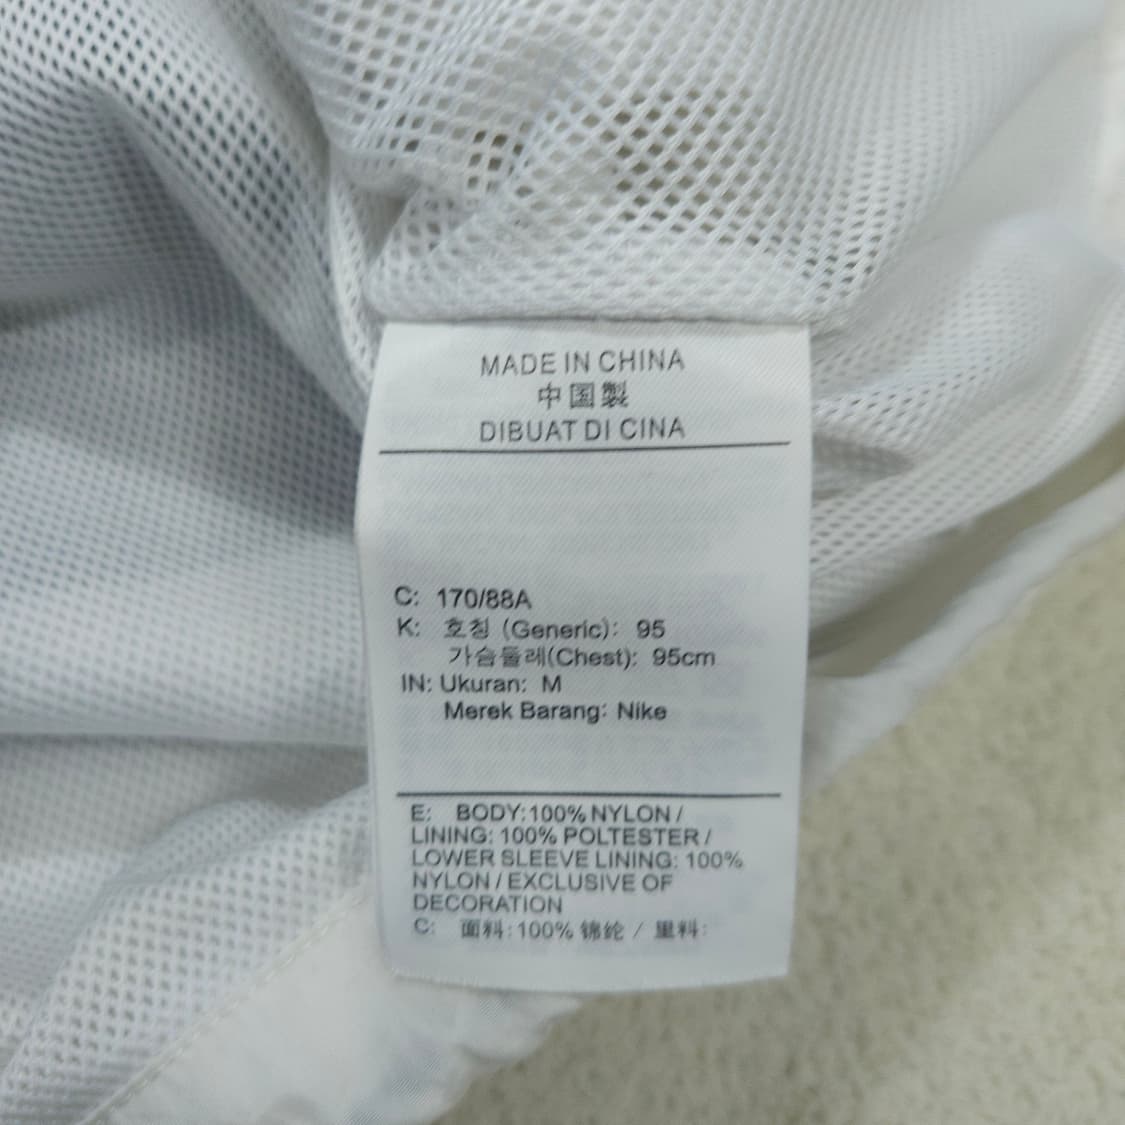 MADE IN CHINA
中国製
DIBUAT DI CINA
C: 170/88A
K: 호칭 (Generic): 95
가슴둘레(Chest): 95cm
IN: Ukuran: M
Merek Barang: Nike
E: BODY:100% NYLON /
LINING: 100% POLTESTER /
LOWER SLEEVE LINING: 100%
NYLON / EXCLUSIVE OF
DECORATION
C: 面料:100% 锦纶 / 里料: